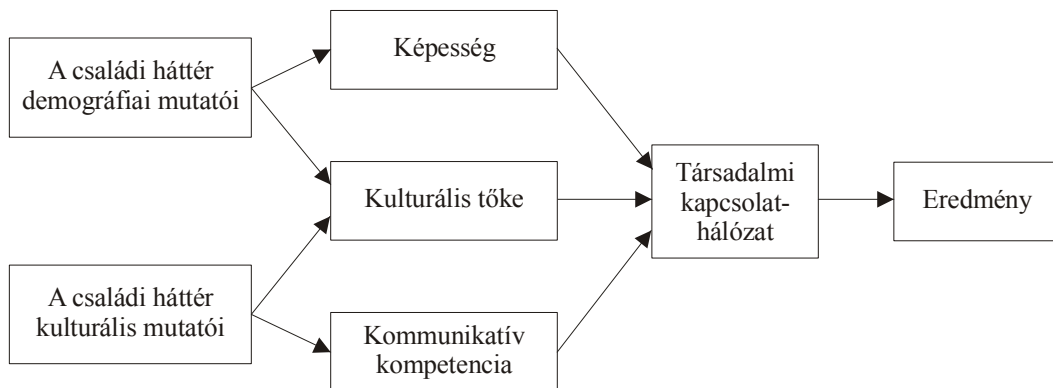 A családi háttér
demográfiai mutatói
A családi háttér
kulturális mutatói
Képesség
Kulturális tőke
Kommunikatív
kompetencia
Társadalmi
kapcsolat-
hálózat
Eredmény